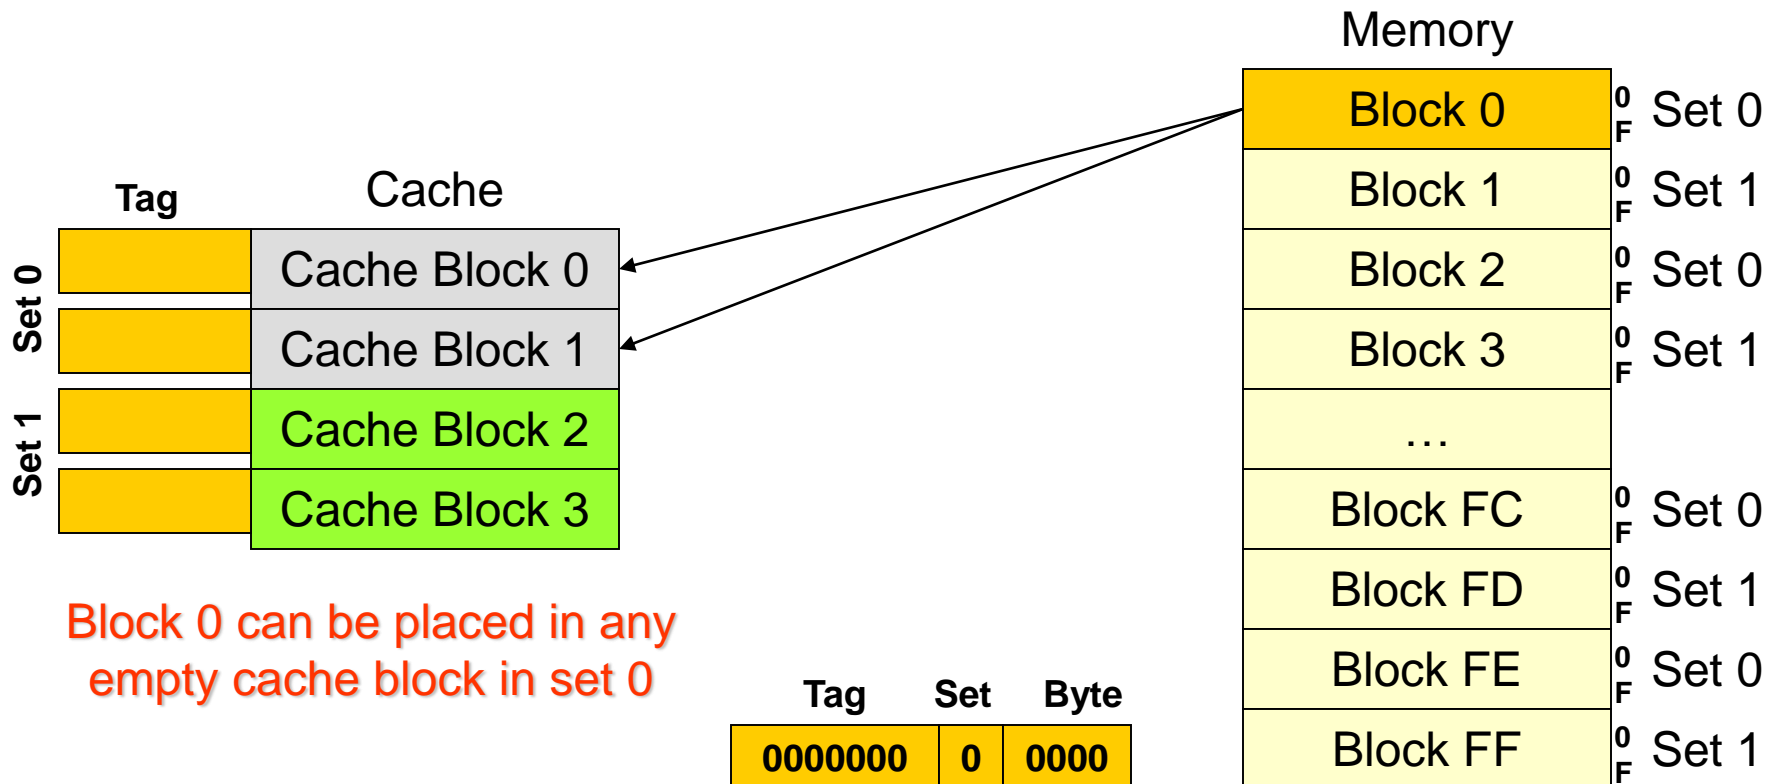 Memory
Block 0 0 F Set 0
Block 1 0 F Set 1
Block 2 0 F Set 0
Block 3 0 F Set 1
…
Block FC 0 F Set 0
Block FD 0 F Set 1
Block FE 0 F Set 0
Block FF 0 F Set 1
Tag Cache
Set 0
Cache Block 0
Cache Block 1
Set 1
Cache Block 2
Cache Block 3
Block 0 can be placed in any
empty cache block in set 0
Tag Set Byte
0000000 0 0000